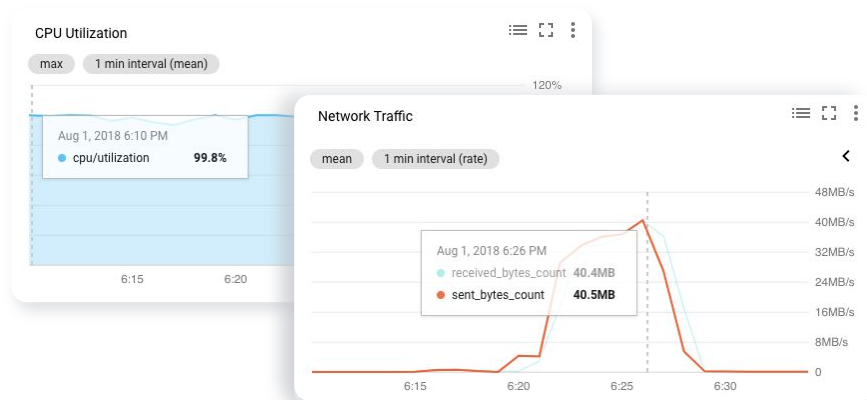 CPU Utilization
max
1 min interval (mean)
120%
Aug 1, 2018 6:10 PM
cpu/utilization 99.8%
6:15 6:20
Network Traffic
mean
1 min interval (rate)
48MB/s
40MB/s
32MB/s
24MB/s
16MB/s
8MB/s
0
Aug 1, 2018 6:26 PM
received_bytes_count 40.4MB
sent_bytes_count 40.5MB
6:15 6:20 6:25 6:30